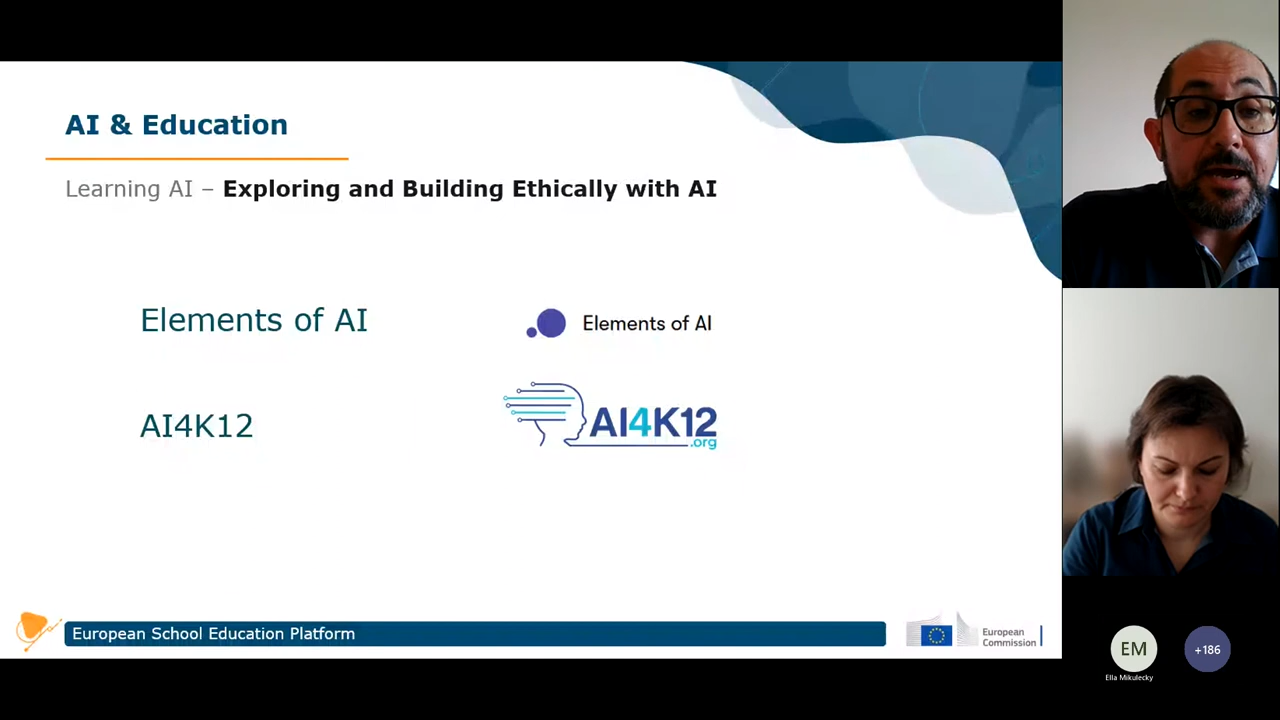 AI & Education
Learning AI – Exploring and Building Ethically with AI
Elements of AI
Elements of AI
AI4K12
AI4K12
.org
European School Education Platform
European
Commission
EM
+186
Ella Mikulecky